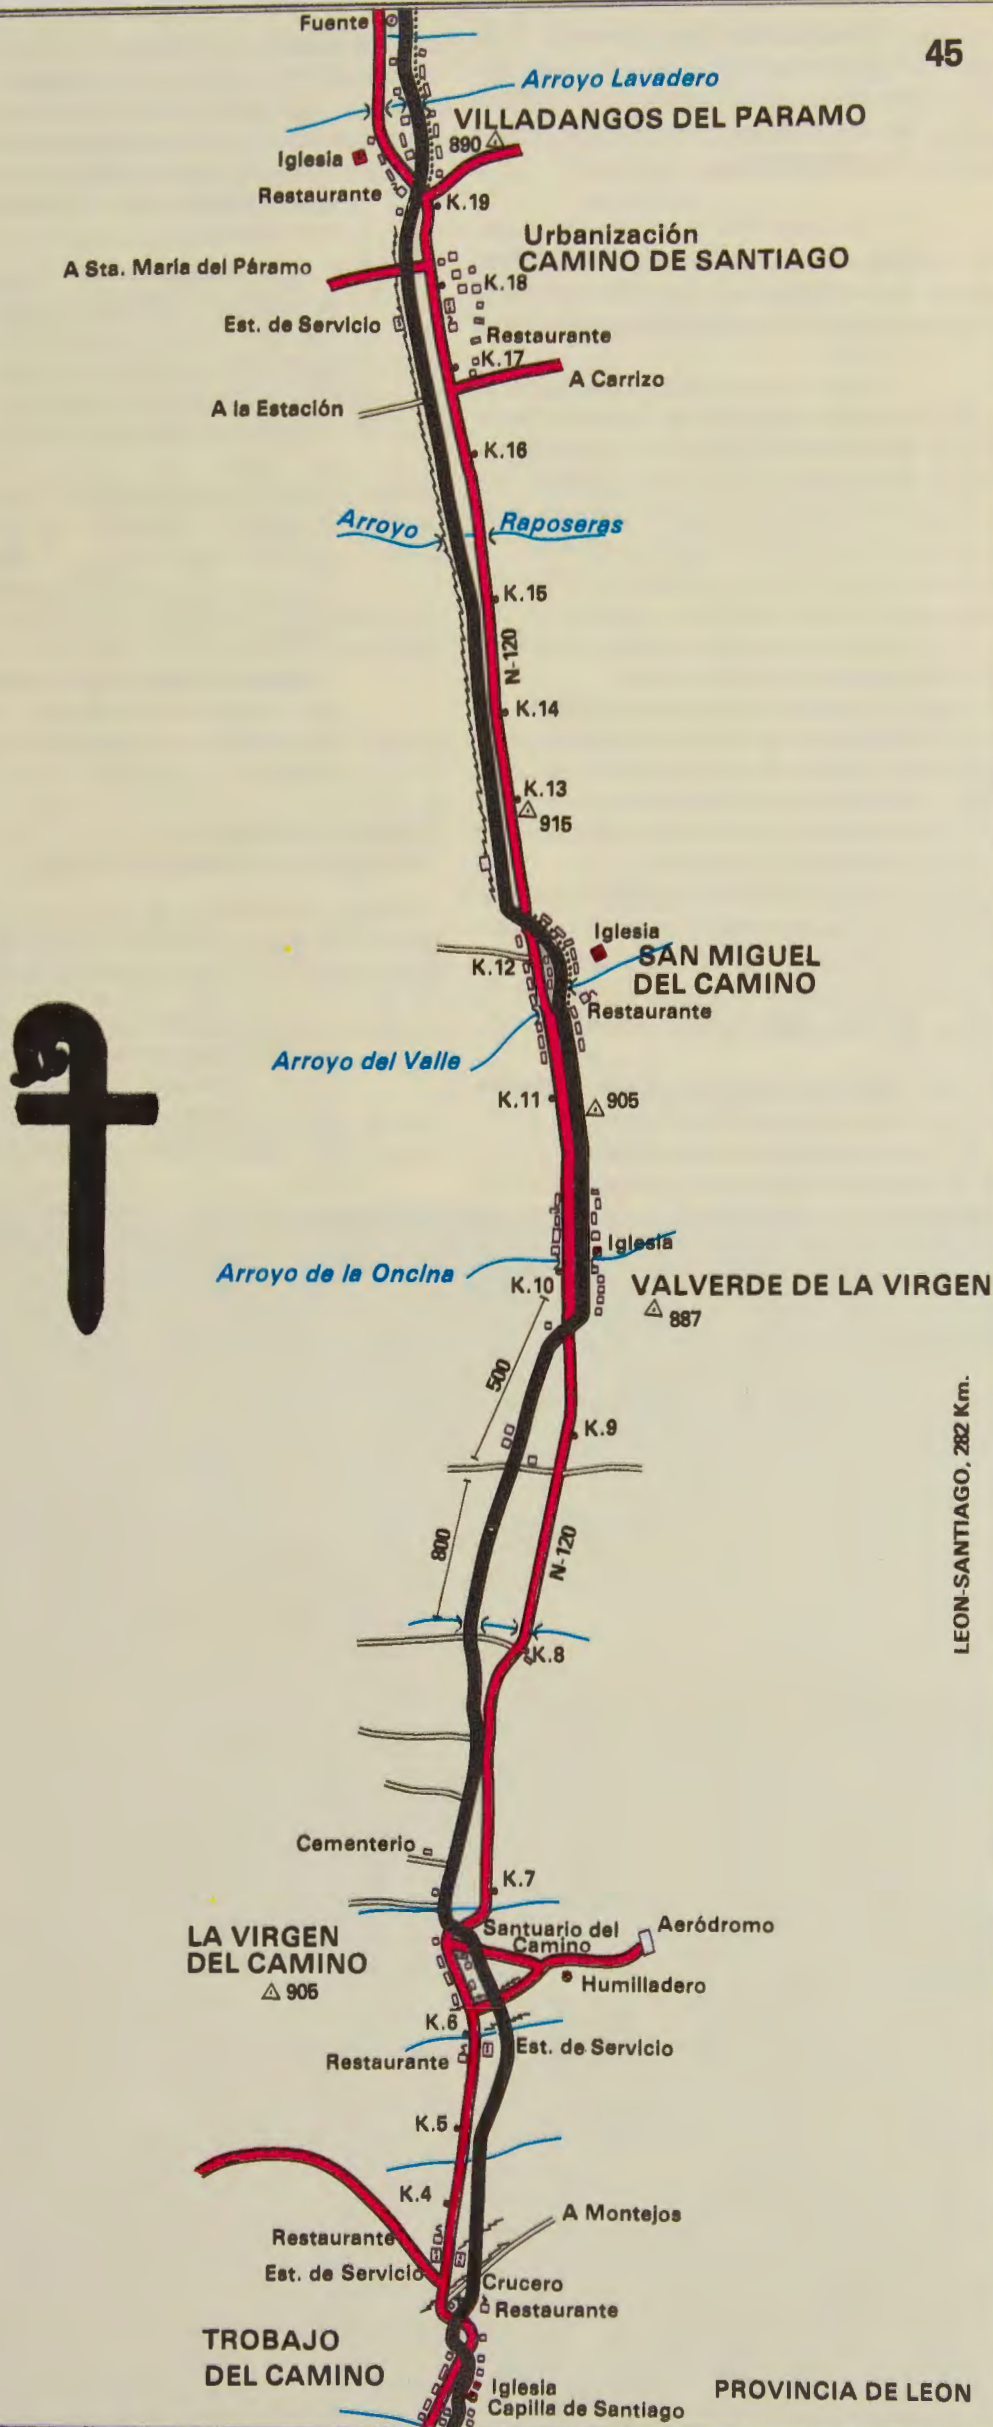 45
Fuente
Arroyo Lavadero
VILLADANGOS DEL PARAMO
890
Iglesia
Restaurante
K.19
Urbanización
CAMINO DE SANTIAGO
A Sta. María del Páramo
K.18
Est. de Servicio
Restaurante
K.17
A Carrizo
A la Estación
K.16
Arroyo Raposeras
K.15
N-120
K.14
K.13
915
Iglesia
SAN MIGUEL
DEL CAMINO
K.12
Restaurante
Arroyo del Valle
K.11
905
Iglesia
Arroyo de la Oncina
K.10
VALVERDE DE LA VIRGEN
887
500
K.9
800
N-120
K.8
LEON-SANTIAGO, 282 Km.
Cementerio
K.7
LA VIRGEN
DEL CAMINO
905
Santuario del
Camino
Aeródromo
Humilladero
K.6
Est. de Servicio
Restaurante
K.5
K.4
A Montejos
Restaurante
Est. de Servicio
Crucero
Restaurante
TROBAJO
DEL CAMINO
Iglesia
Capilla de Santiago
PROVINCIA DE LEON